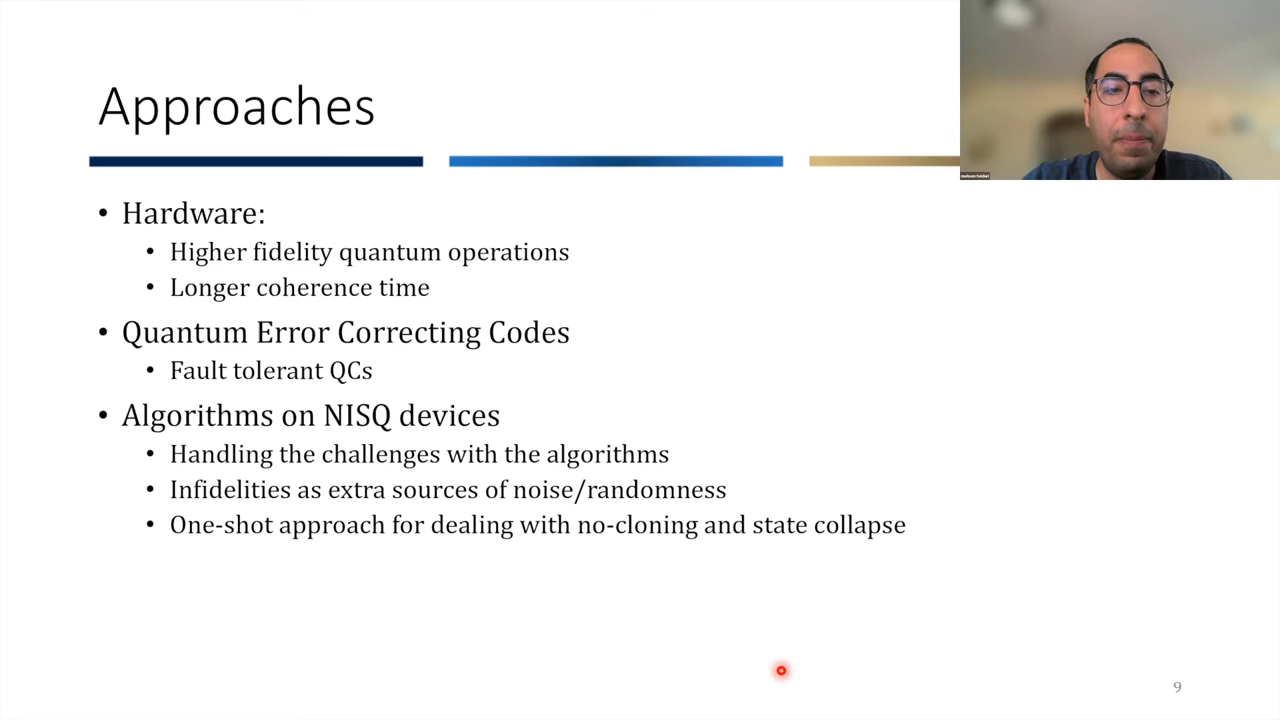 Approaches
• Hardware:
• Higher fidelity quantum operations
• Longer coherence time
• Quantum Error Correcting Codes
• Fault tolerant QCs
• Algorithms on NISQ devices
• Handling the challenges with the algorithms
• Infidelities as extra sources of noise/randomness
• One-shot approach for dealing with no-cloning and state collapse
9